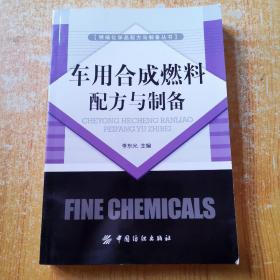 【精细化学品配方与制备丛书】
车用合成燃料
配方与制备
CHEYONG HECHENG RANLIAO
PEIFANG YU ZHIBEI
李东光 主编
FINE CHEMICALS
中国纺织出版社